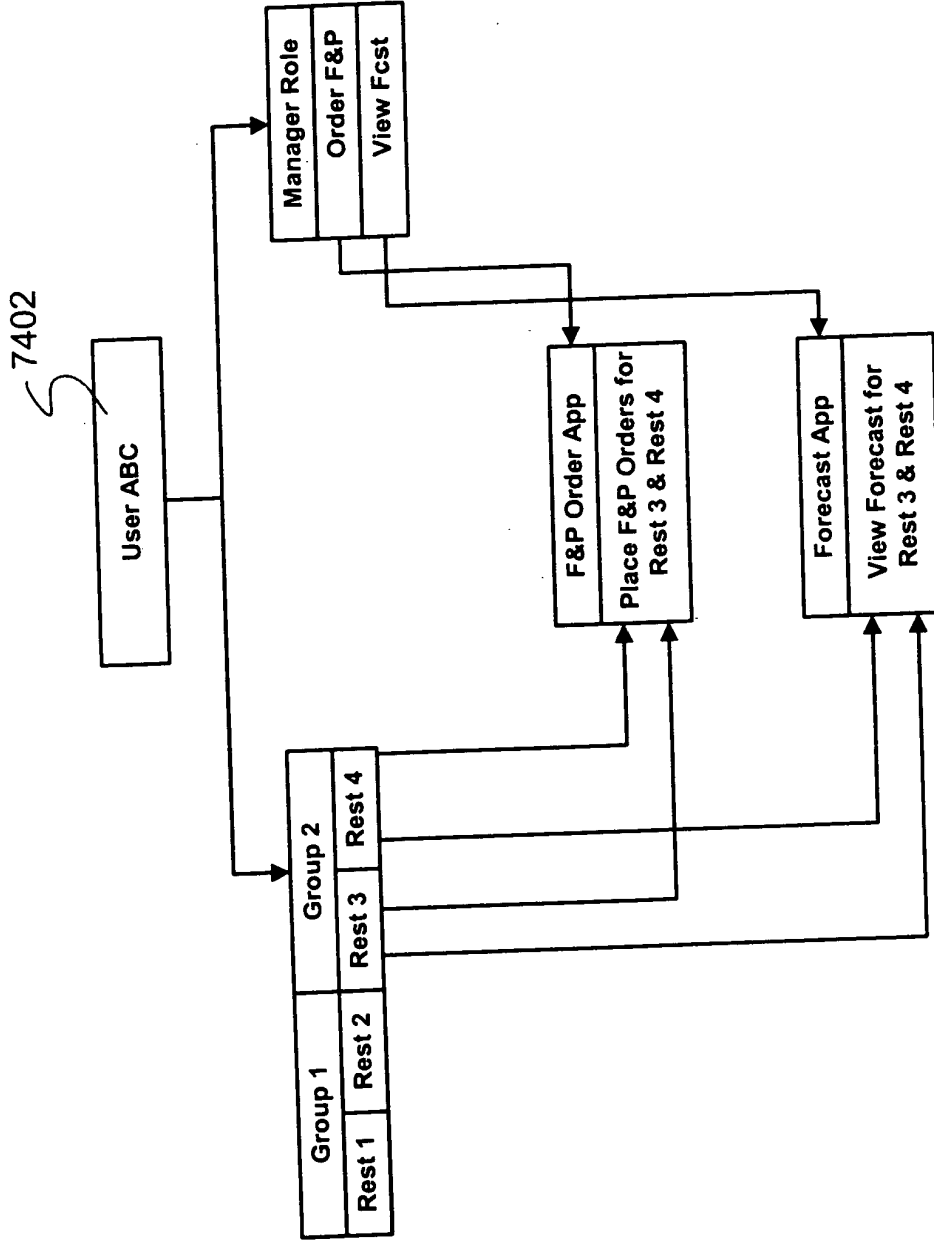 7402
User ABC
Manager Role
Order F&P
View Fcst
Group 1
Group 2
Rest 1
Rest 2
Rest 3
Rest 4
F&P Order App
Place F&P Orders for
Rest 3 & Rest 4
Forecast App
View Forecast for
Rest 3 & Rest 4